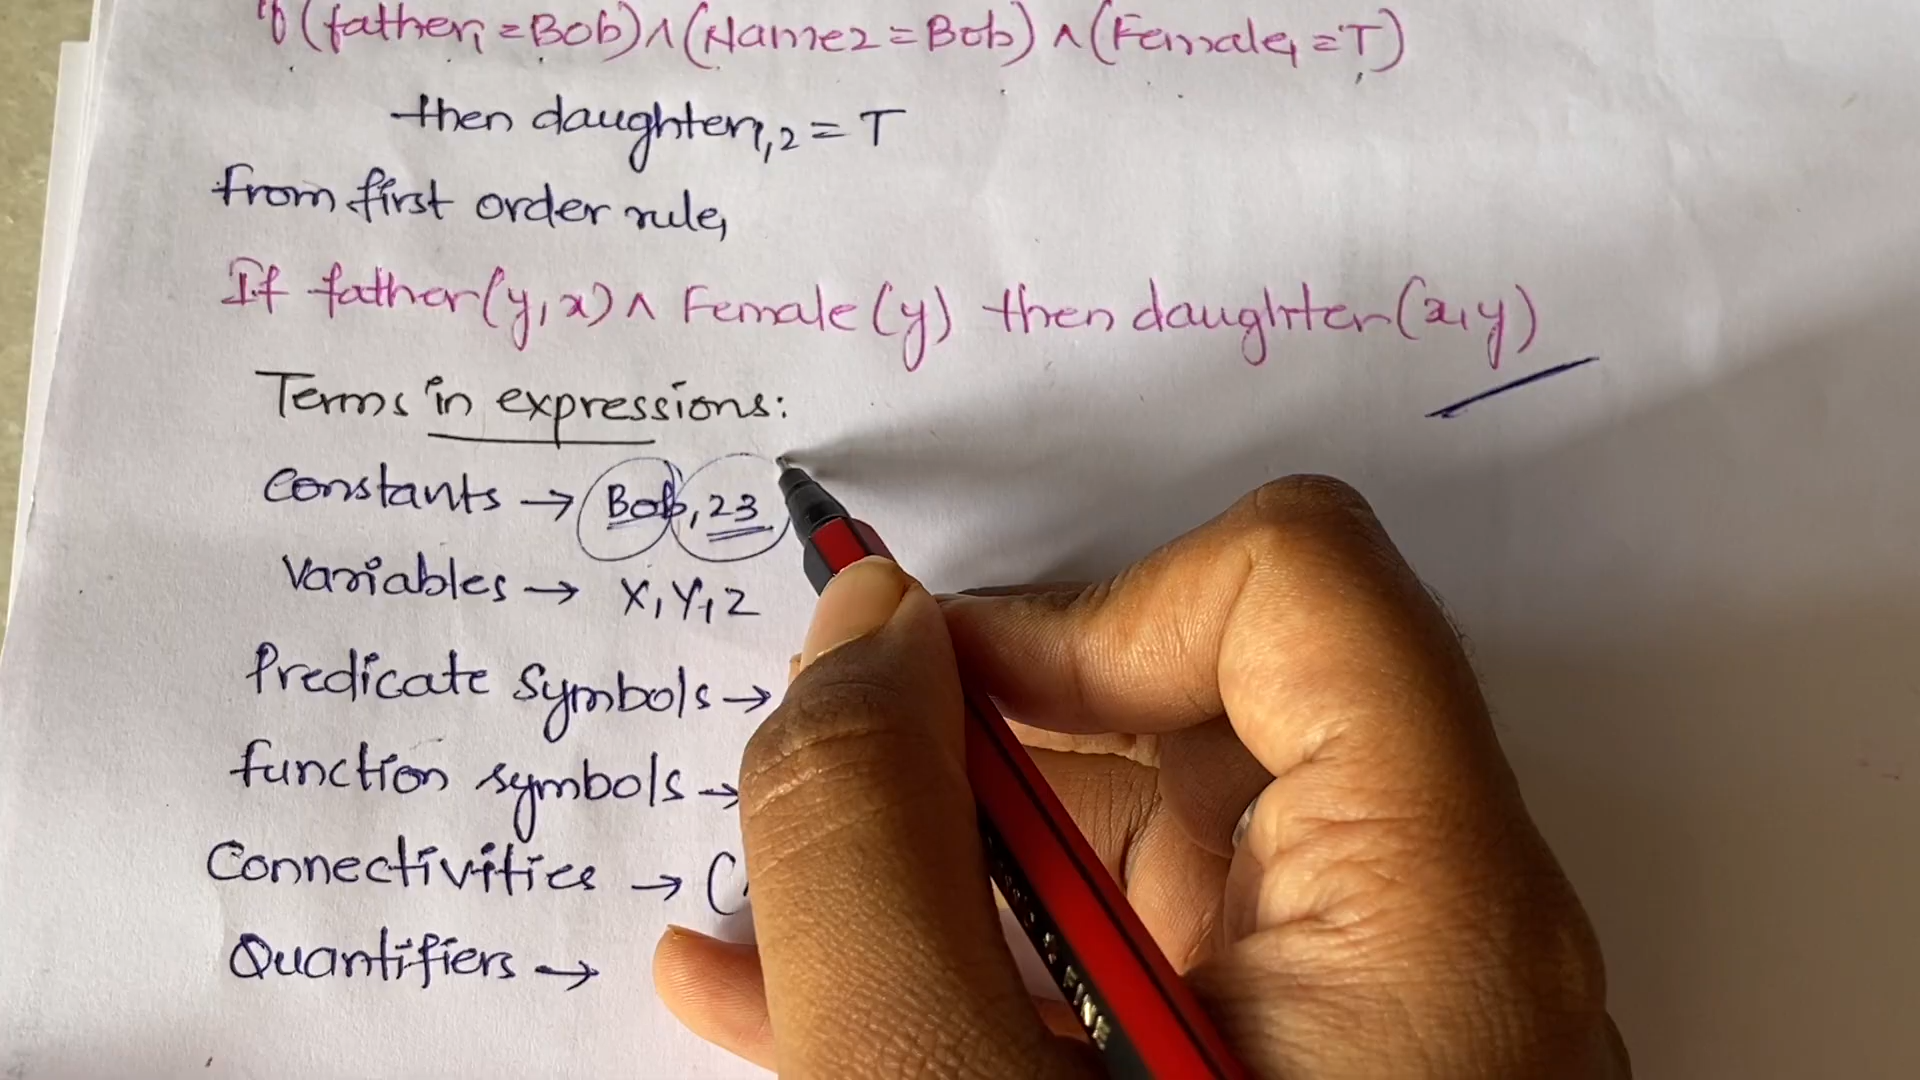 If (father1 = Bob) ∧ (Name2 = Bob) ∧ (Female1 = T)
then daughter1,2 = T
From first order rule,
If father(y,x) ∧ Female(y) then daughter(x,y)
Terms in expressions:
Constants → Bob, 23
Variables → X, Y, Z
Predicate symbols →
function symbols →
Connectivities → (
Quantifiers →
FINE